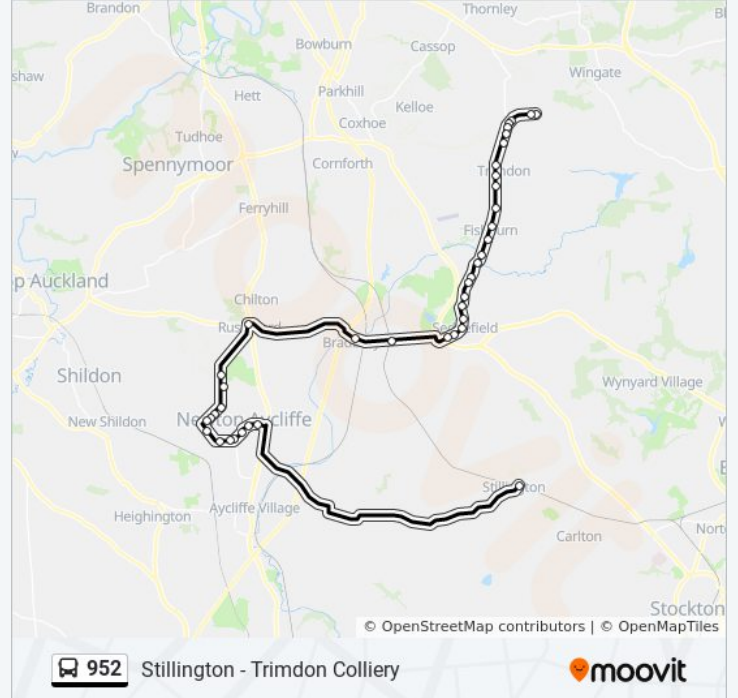 Brandon
Thornley
Bowburn
Cassop
shaw
Wingate
Parkhill
Hett
Kelloe
Coxhoe
Tudhoe
Spennymoor
Cornforth
Trimdon
Ferryhill
Fishburn
p Auckland
Chilton
Sedgefield
Shildon
Wynyard Village
New Shildon
Newton Aycliffe
Stillington
Aycliffe Village
Heighington
Nort
Carlton
Stockton
© OpenStreetMap contributors | © OpenMapTiles
952 Stillington - Trimdon Colliery
moovit